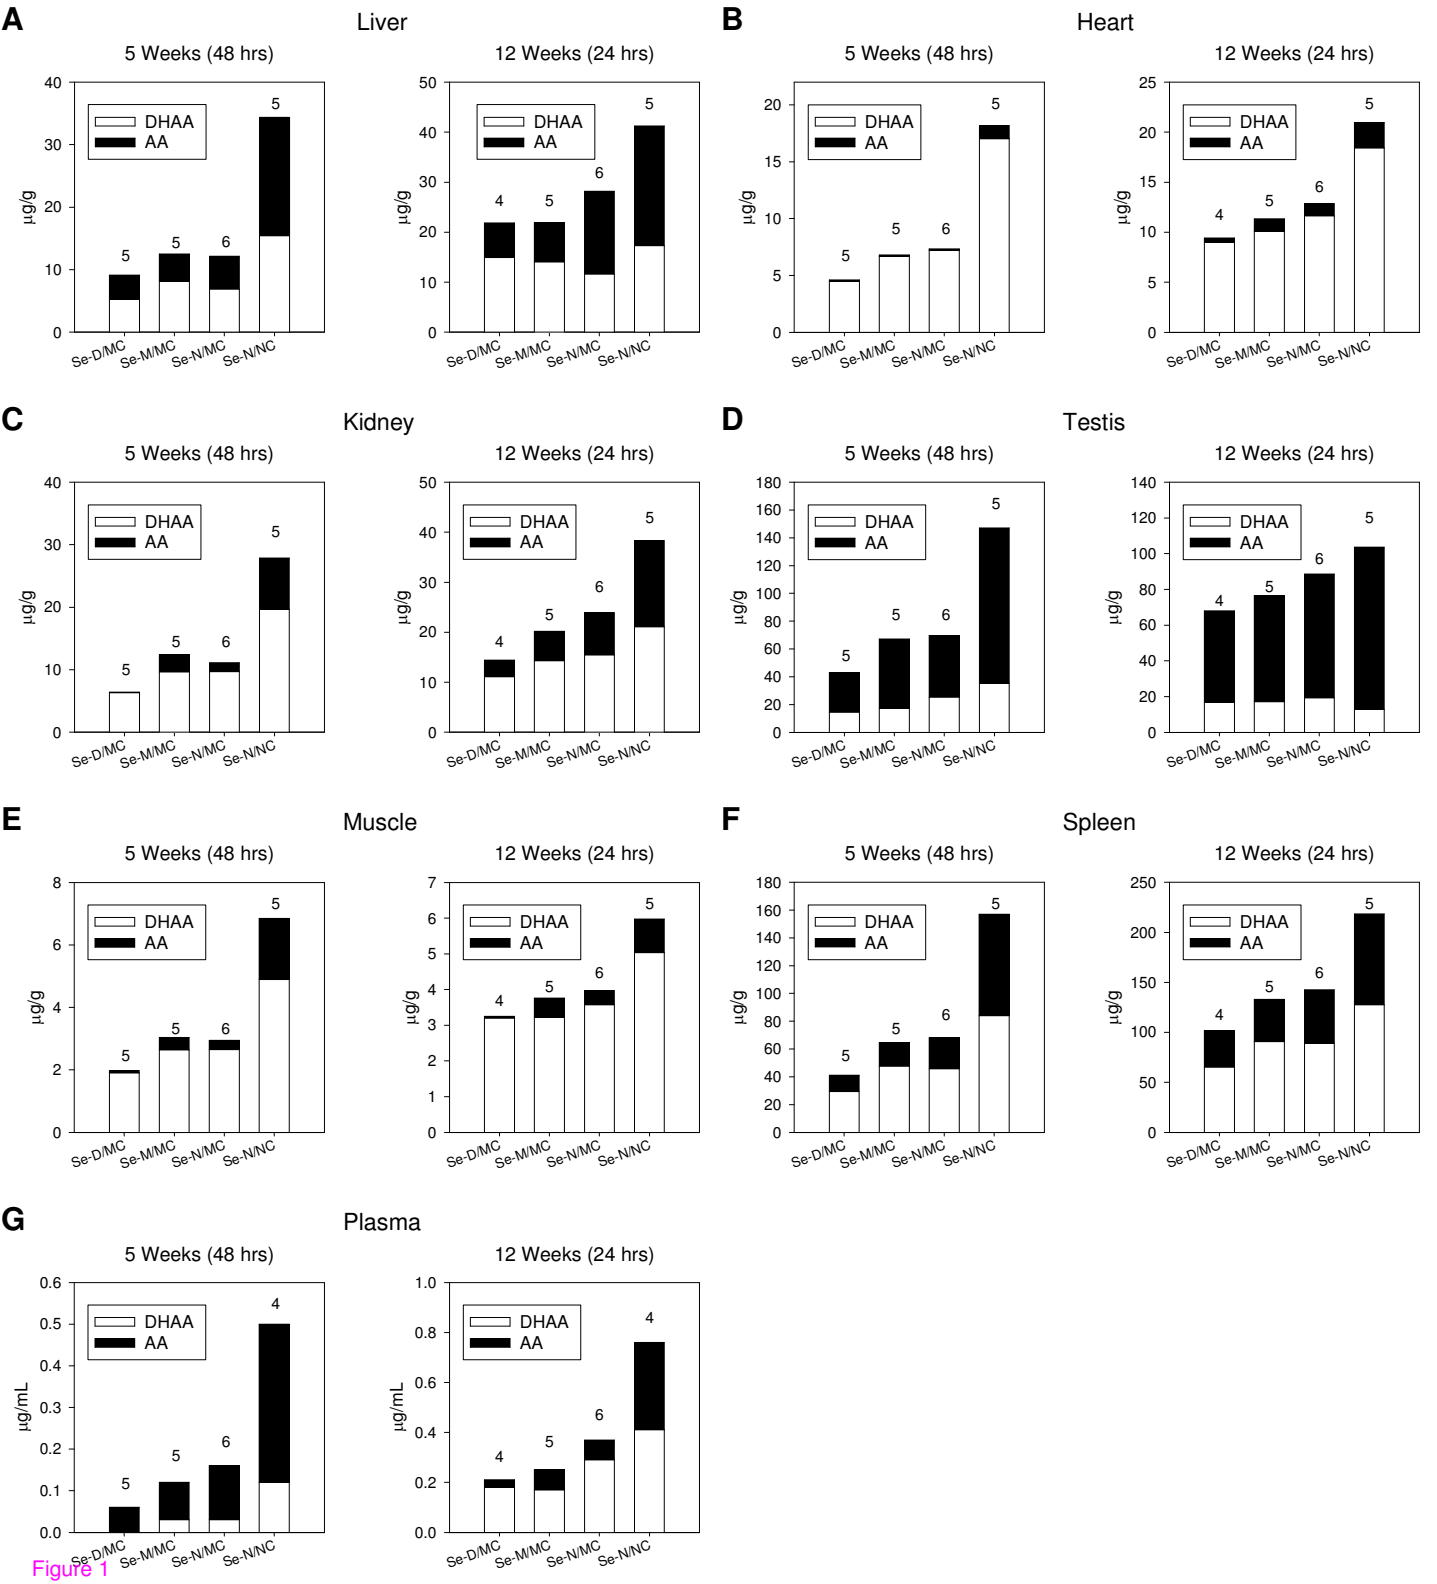 A
Liver
5 Weeks (48 hrs)
40
30
20
10
0
μg/g
DHAA
AA
5
5
6
5
Se-D/MC
Se-M/MC
Se-N/MC
Se-N/NC
12 Weeks (24 hrs)
50
40
30
20
10
0
μg/g
DHAA
AA
4
5
6
5
Se-D/MC
Se-M/MC
Se-N/MC
Se-N/NC
B
Heart
5 Weeks (48 hrs)
20
15
10
5
0
μg/g
DHAA
AA
5
5
6
5
Se-D/MC
Se-M/MC
Se-N/MC
Se-N/NC
12 Weeks (24 hrs)
25
20
15
10
5
0
μg/g
DHAA
AA
4
5
6
5
Se-D/MC
Se-M/MC
Se-N/MC
Se-N/NC
C
Kidney
5 Weeks (48 hrs)
40
30
20
10
0
μg/g
DHAA
AA
5
5
6
5
Se-D/MC
Se-M/MC
Se-N/MC
Se-N/NC
12 Weeks (24 hrs)
50
40
30
20
10
0
μg/g
DHAA
AA
4
5
6
5
Se-D/MC
Se-M/MC
Se-N/MC
Se-N/NC
D
Testis
5 Weeks (48 hrs)
180
160
140
120
100
80
60
40
20
0
μg/g
DHAA
AA
5
5
6
5
Se-D/MC
Se-M/MC
Se-N/MC
Se-N/NC
12 Weeks (24 hrs)
140
120
100
80
60
40
20
0
μg/g
DHAA
AA
4
5
6
5
Se-D/MC
Se-M/MC
Se-N/MC
Se-N/NC
E
Muscle
5 Weeks (48 hrs)
8
6
4
2
0
μg/g
DHAA
AA
5
5
6
5
Se-D/MC
Se-M/MC
Se-N/MC
Se-N/NC
12 Weeks (24 hrs)
7
6
5
4
3
2
1
0
μg/g
DHAA
AA
4
5
6
5
Se-D/MC
Se-M/MC
Se-N/MC
Se-N/NC
F
Spleen
5 Weeks (48 hrs)
180
160
140
120
100
80
60
40
20
0
μg/g
DHAA
AA
5
5
6
5
Se-D/MC
Se-M/MC
Se-N/MC
Se-N/NC
12 Weeks (24 hrs)
250
200
150
100
50
0
μg/g
DHAA
AA
4
5
6
5
Se-D/MC
Se-M/MC
Se-N/MC
Se-N/NC
G
Plasma
5 Weeks (48 hrs)
0.6
0.5
0.4
0.3
0.2
0.1
0.0
μg/mL
DHAA
AA
5
5
6
4
Se-D/MC
Se-M/MC
Se-N/MC
Se-N/NC
12 Weeks (24 hrs)
1.0
0.8
0.6
0.4
0.2
0.0
μg/mL
DHAA
AA
4
5
6
4
Se-D/MC
Se-M/MC
Se-N/MC
Se-N/NC
Figure 1